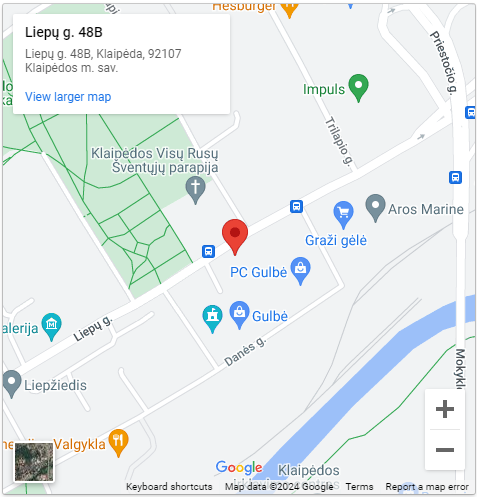 Hesburger
Liepų g. 48B
Liepų g. 48B, Klaipėda, 92107
Klaipėdos m. sav.
View larger map
Priestočio g.
Impuls
Trilapio g.
Klaipėdos Visų Rusų
Šventųjų parapija
Aros Marine
Graži gėlė
PC Gulbė
Gulbė
alerija
Liepų g.
Danės g.
Liepžiedis
Mokyklo
Valgykla
Google
Klaipėdos
Keyboard shortcuts
Map data ©2024 Google
Terms
Report a map error